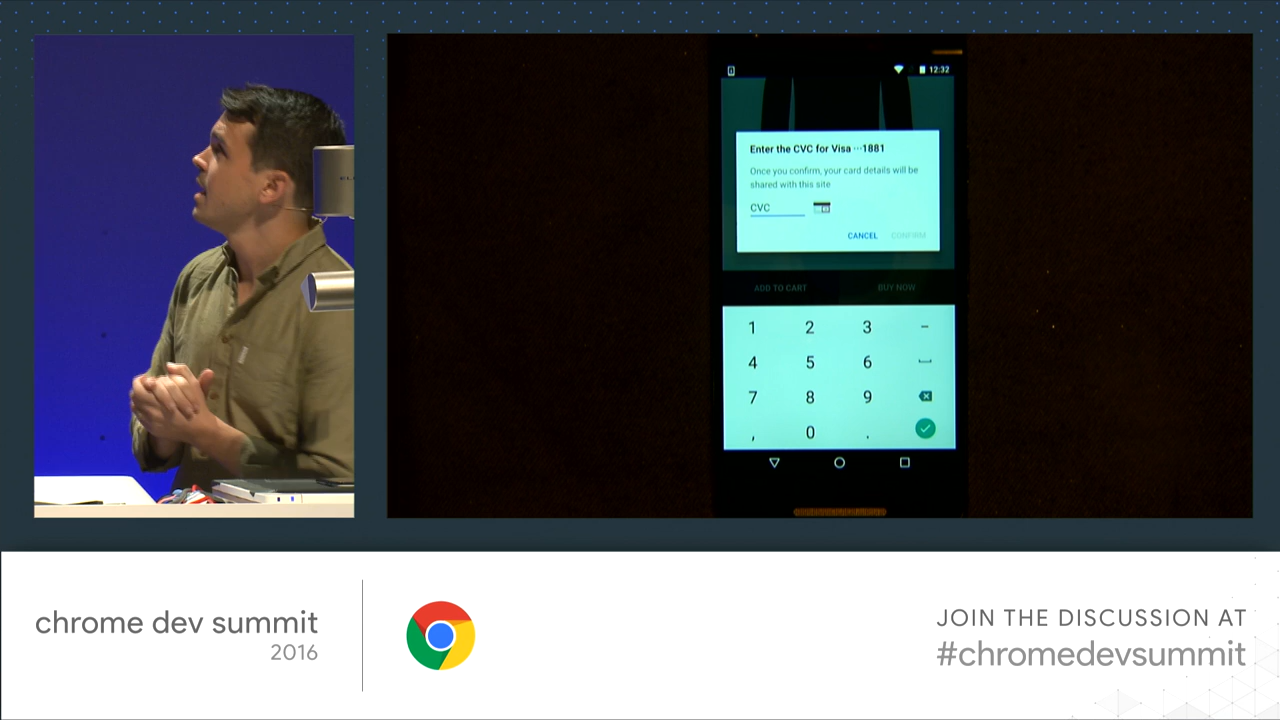 12:32
Enter the CVC for Visa ···1881
Once you confirm, your card details will be
shared with this site
CVC
CANCEL CONFIRM
ADD TO CART BUY NOW
1 2 3 -
4 5 6
7 8 9
, 0 .
chrome dev summit
2016
JOIN THE DISCUSSION AT
#chromedevsummit